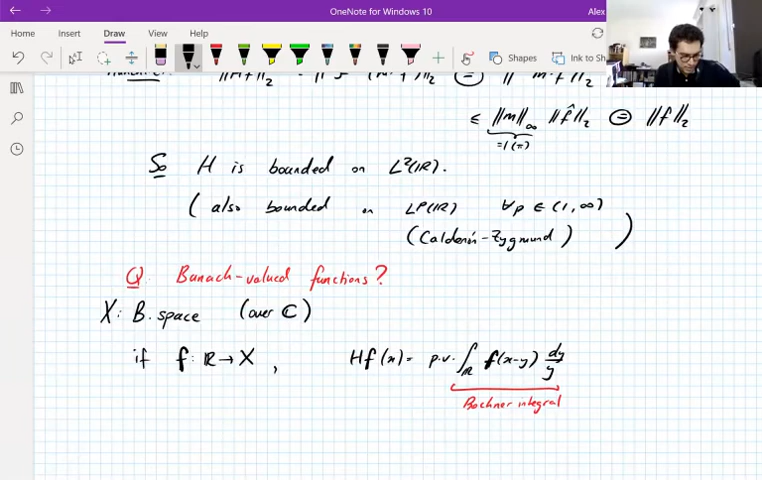 OneNote for Windows 10
Alex
Home Insert Draw View Help
Shapes Ink to Sh
≤ ||m||∞ ||f̂||₂ = ||f||₂
=1 (π)
So H is bounded on L²(ℝ).
( also bounded on Lᵖ(ℝ) ∀p ∈ (1, ∞)
(Calderón-Zygmund) )
Q: Banach-valued functions?
X: B. space (over ℂ)
if f: ℝ → X , Hf(x) = p.v. ∫_ℝ f(x-y) dy/y
Bochner integral